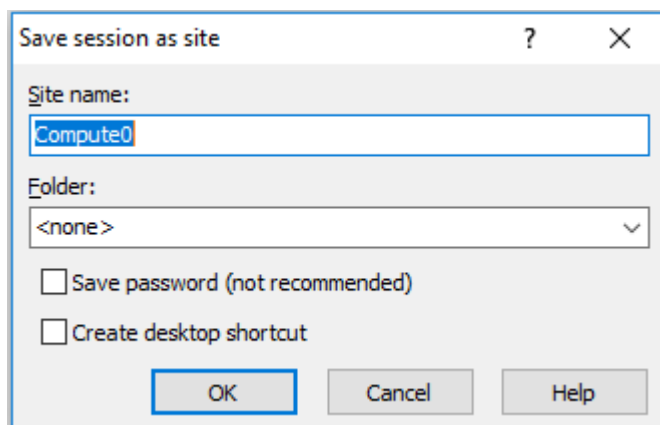 Save session as site ?
Site name:
Compute0
Folder:
<none>
Save password (not recommended)
Create desktop shortcut
OK Cancel Help